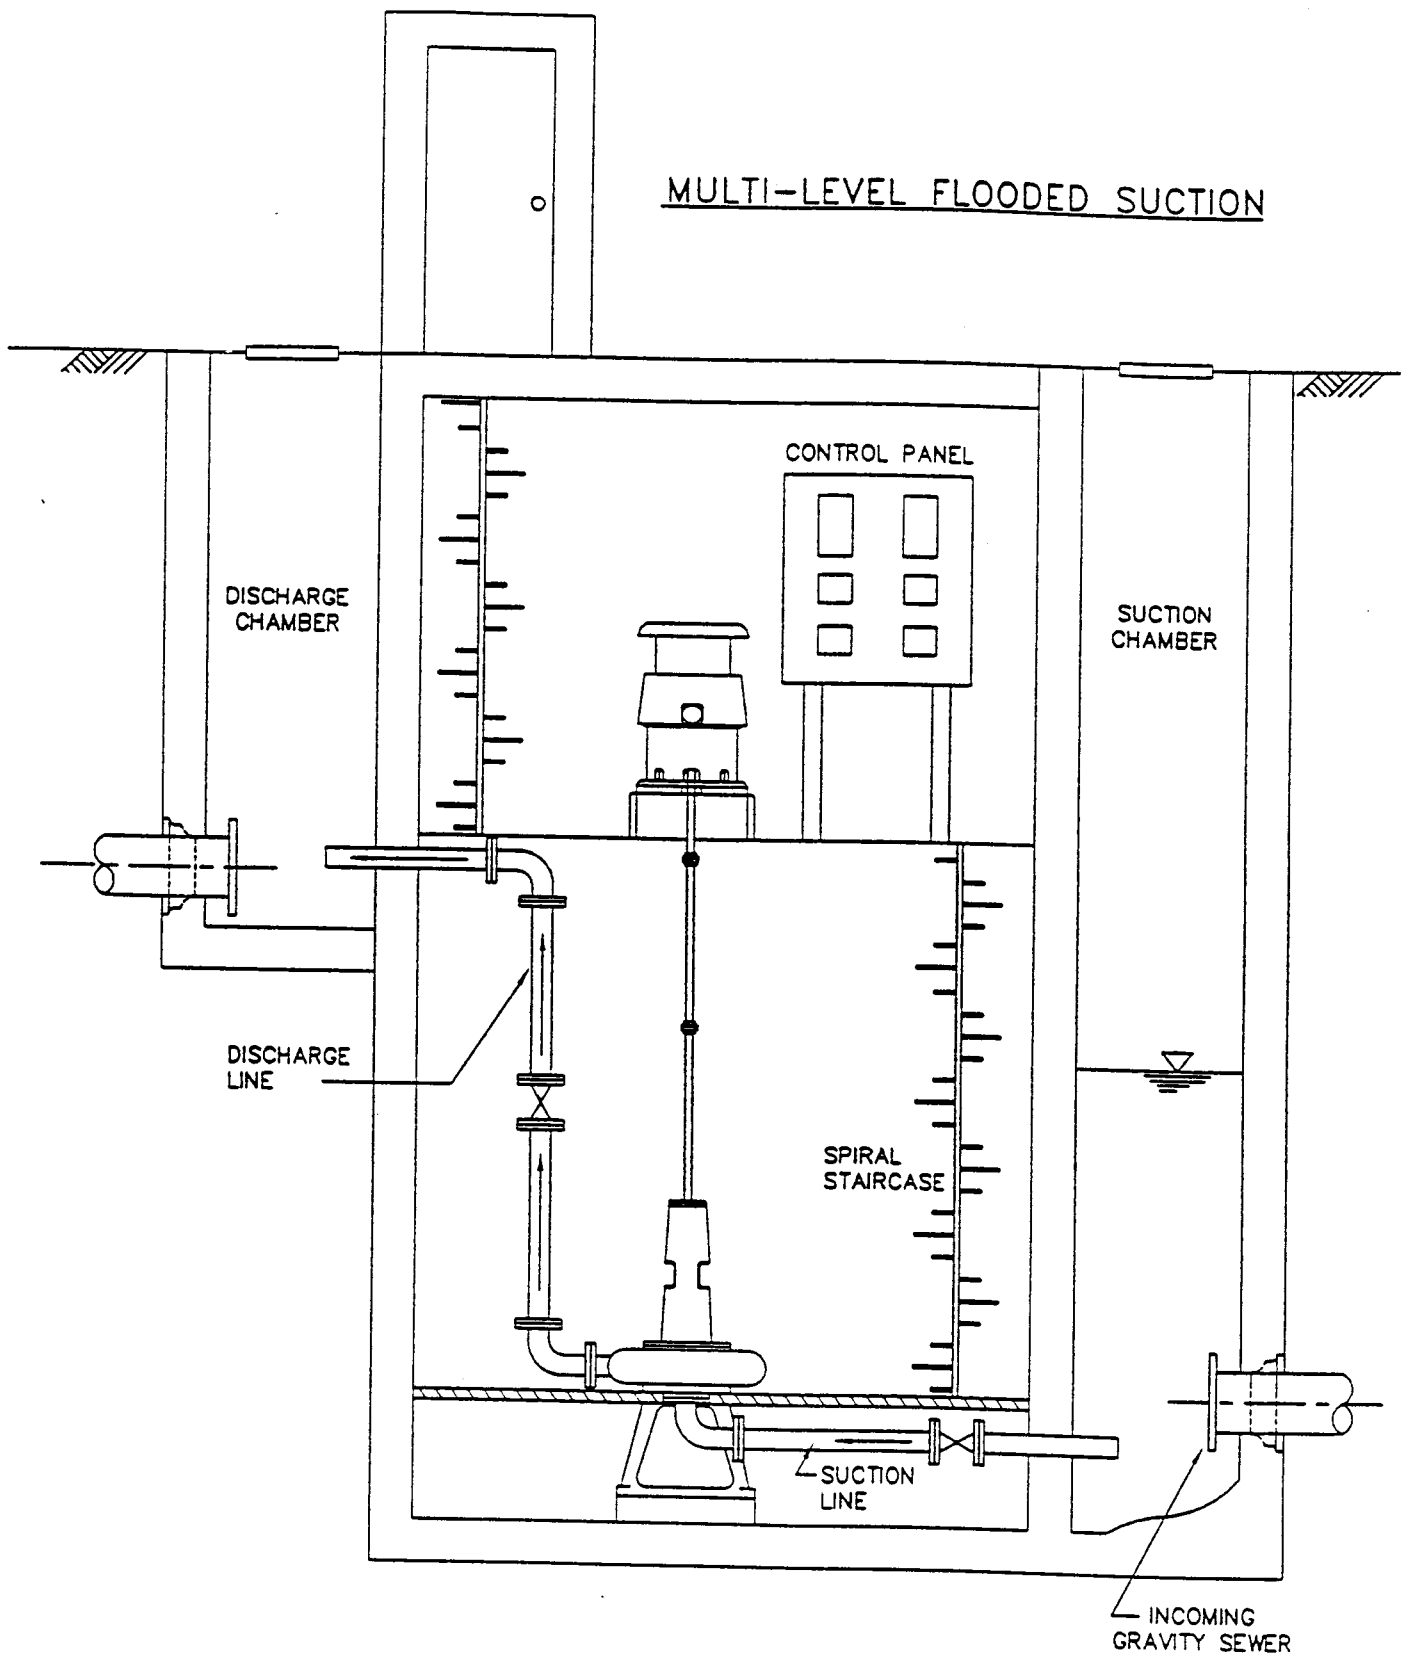 MULTI-LEVEL FLOODED SUCTION
CONTROL PANEL
DISCHARGE
CHAMBER
SUCTION
CHAMBER
DISCHARGE
LINE
SPIRAL
STAIRCASE
SUCTION
LINE
INCOMING
GRAVITY SEWER